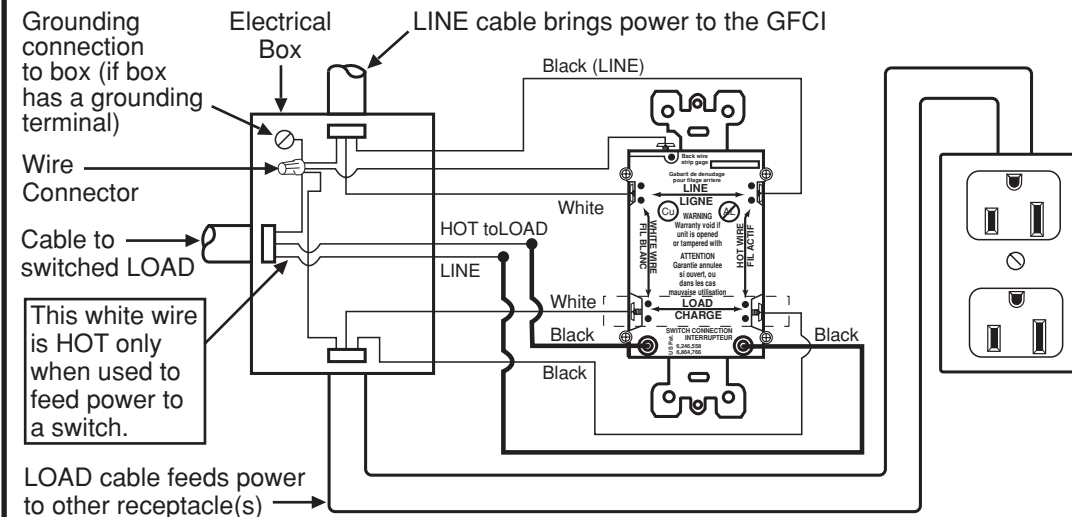 Grounding
connection
to box (if box
has a grounding
terminal)
Electrical
Box
LINE cable brings power to the GFCI
Black (LINE)
Wire
Connector
White
Cable to
switched LOAD
HOT toLOAD
LINE
This white wire
is HOT only
when used to
feed power to
a switch.
White
Black
Black
Black
LOAD cable feeds power
to other receptacle(s)
Back wire
strip gage
Gabarit de denudage
pour filage arriere
LINE
LIGNE
Cu
AL
WARNING
Warranty void if
unit is opened
or tampered with
ATTENTION
Garantie annulee
si ouvert, ou
dans les cas
mauvaise utilisation
WHITE WIRE
FIL BLANC
HOT WIRE
FIL ACTIF
LOAD
CHARGE
SWITCH CONNECTION
INTERRUPTEUR
US Pat.
6,246,558
6,864,766